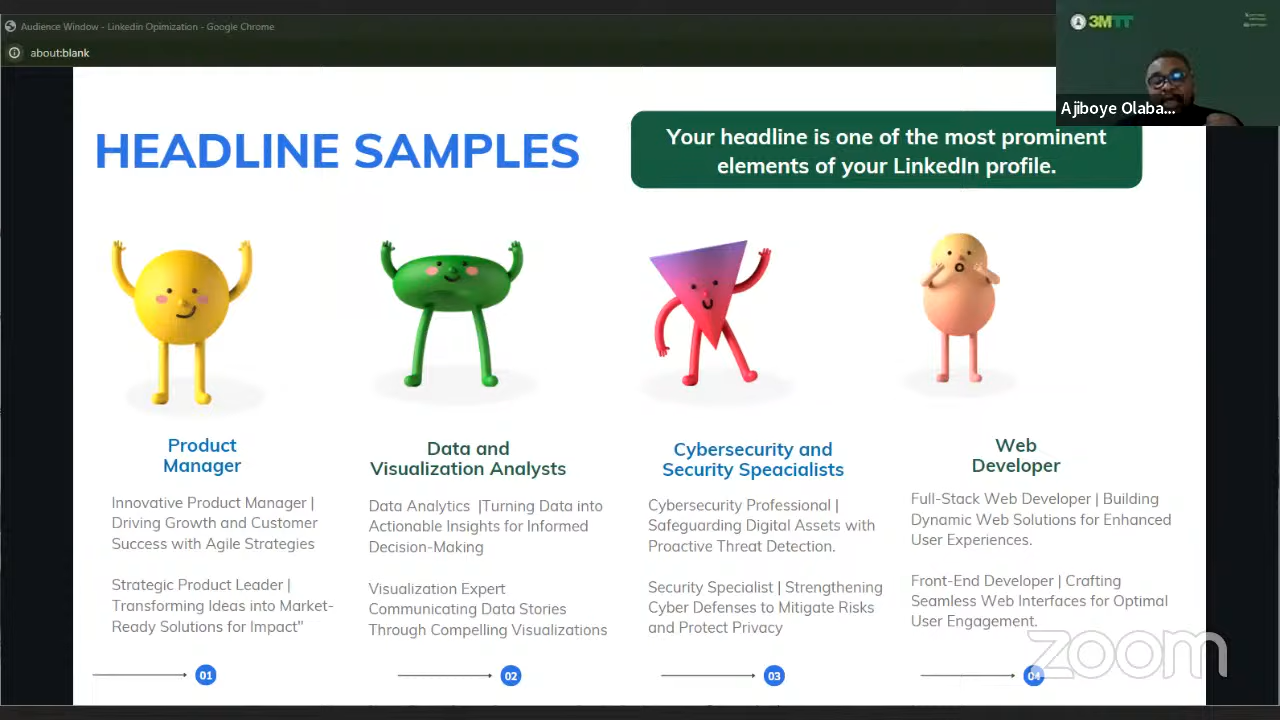 Audience Window - Linkedin Opimization - Google Chrome
about:blank
3MTT
Ajiboye Olaba...
HEADLINE SAMPLES
Your headline is one of the most prominent
elements of your LinkedIn profile.
Product
Manager
Innovative Product Manager |
Driving Growth and Customer
Success with Agile Strategies
Strategic Product Leader |
Transforming Ideas into Market-
Ready Solutions for Impact"
01
Data and
Visualization Analysts
Data Analytics |Turning Data into
Actionable Insights for Informed
Decision-Making
Visualization Expert
Communicating Data Stories
Through Compelling Visualizations
02
Cybersecurity and
Security Speacialists
Cybersecurity Professional |
Safeguarding Digital Assets with
Proactive Threat Detection.
Security Specialist | Strengthening
Cyber Defenses to Mitigate Risks
and Protect Privacy
03
Web
Developer
Full-Stack Web Developer | Building
Dynamic Web Solutions for Enhanced
User Experiences.
Front-End Developer | Crafting
Seamless Web Interfaces for Optimal
User Engagement.
04
zoom